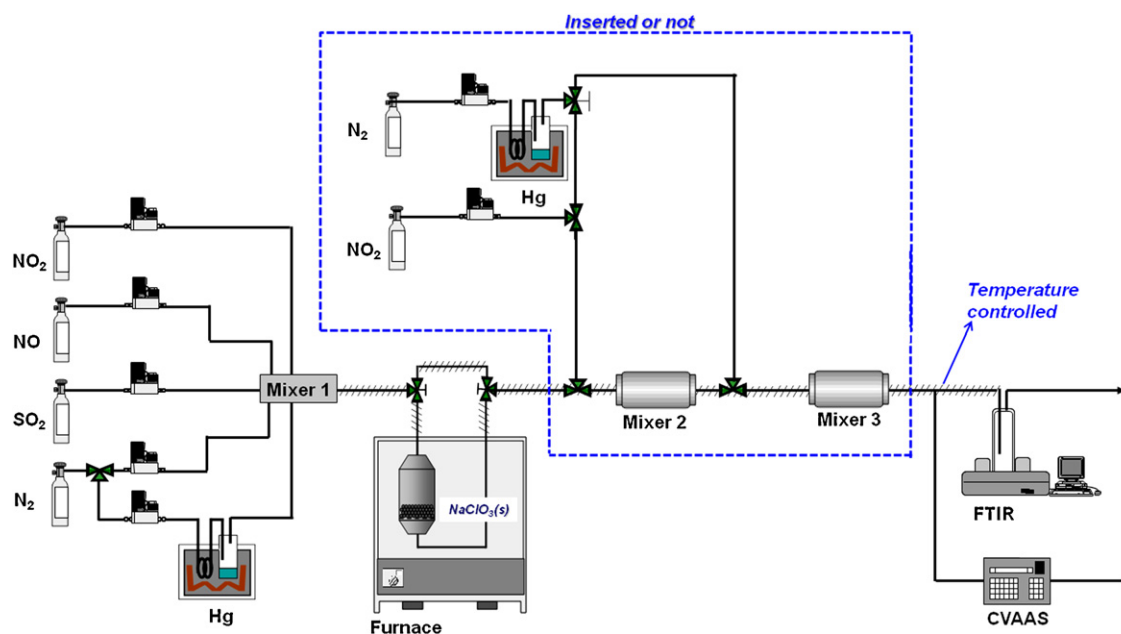 Inserted or not
N₂
Hg
NO₂
NO₂
NO
Mixer 1
SO₂
N₂
Hg
NaClO₃(s)
Furnace
Mixer 2
Mixer 3
Temperature
controlled
FTIR
CVAAS